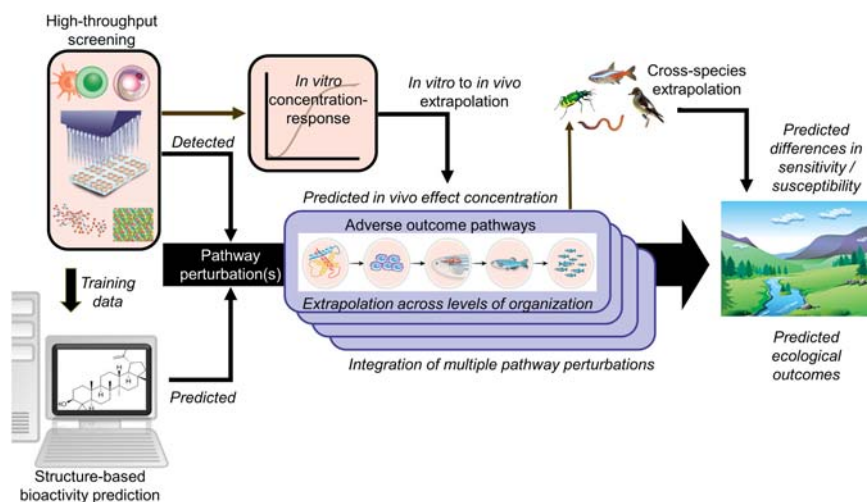 High-throughput
screening
In vitro
concentration-
response
In vitro to in vivo
extrapolation
Cross-species
extrapolation
Detected
Predicted
differences in
sensitivity /
susceptibility
Predicted in vivo effect concentration
Adverse outcome pathways
Pathway
perturbation(s)
Extrapolation across levels of organization
Training
data
Integration of multiple pathway perturbations
Predicted
ecological
outcomes
Predicted
HO
H
H
H
H
Structure-based
bioactivity prediction